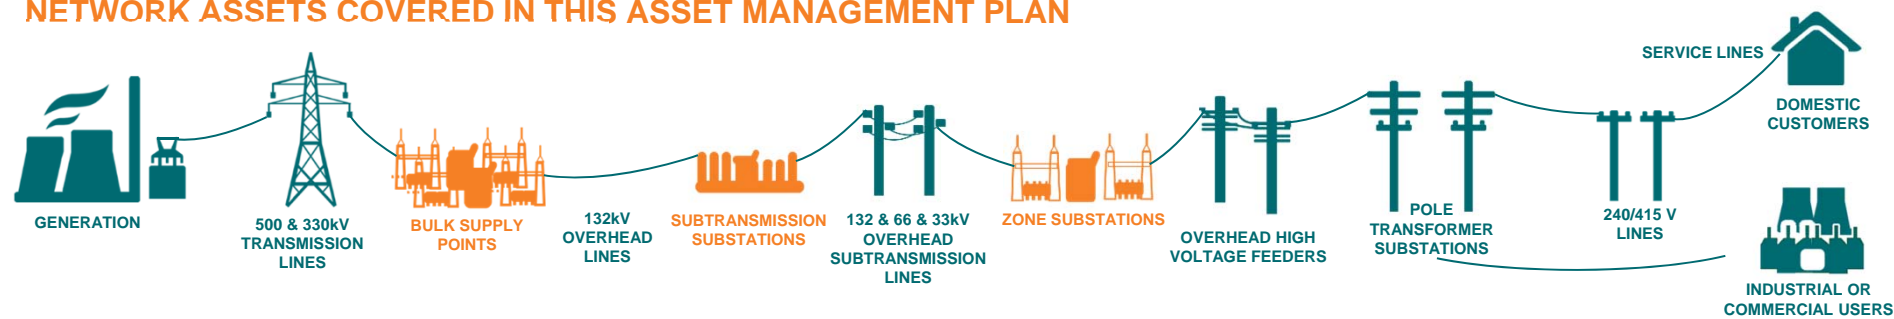 NETWORK ASSETS COVERED IN THIS ASSET MANAGEMENT PLAN
GENERATION
500 & 330kV
TRANSMISSION
LINES
BULK SUPPLY
POINTS
132kV
OVERHEAD
LINES
SUBTRANSMISSION
SUBSTATIONS
132 & 66 & 33kV
OVERHEAD
SUBTRANSMISSION
LINES
ZONE SUBSTATIONS
OVERHEAD HIGH
VOLTAGE FEEDERS
POLE
TRANSFORMER
SUBSTATIONS
240/415 V
LINES
SERVICE LINES
DOMESTIC
CUSTOMERS
INDUSTRIAL OR
COMMERCIAL USERS